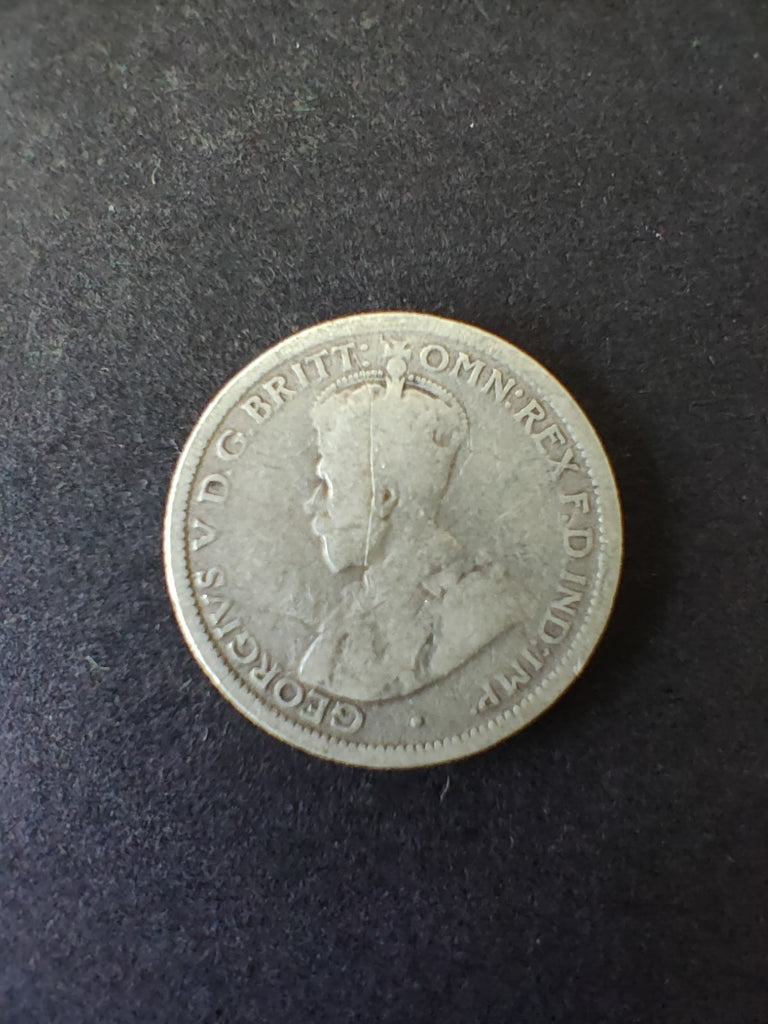 GEORGIVS V D.G. BRITT: OMN: REX F.D. IND: IMP.